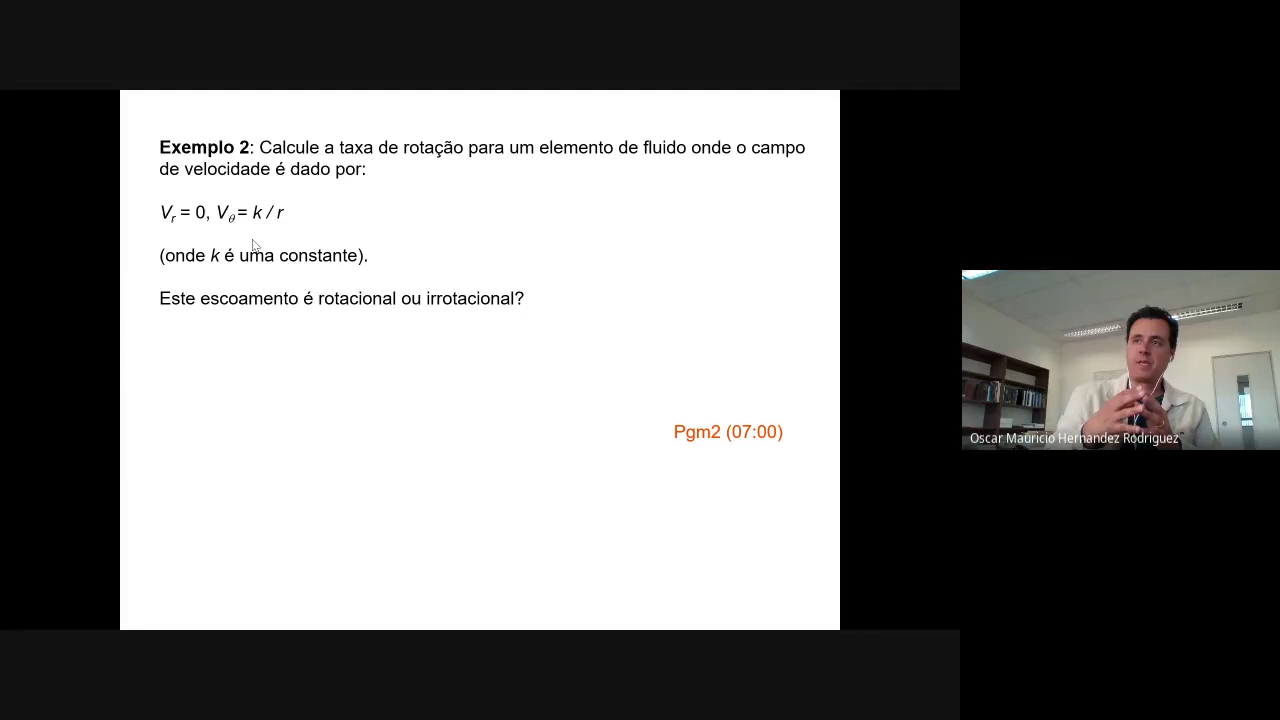 Exemplo 2: Calcule a taxa de rotação para um elemento de fluido onde o campo
de velocidade é dado por:
Vr = 0, Vθ = k / r
(onde k é uma constante).
Este escoamento é rotacional ou irrotacional?
Pgm2 (07:00)
Oscar Mauricio Hernandez Rodriguez